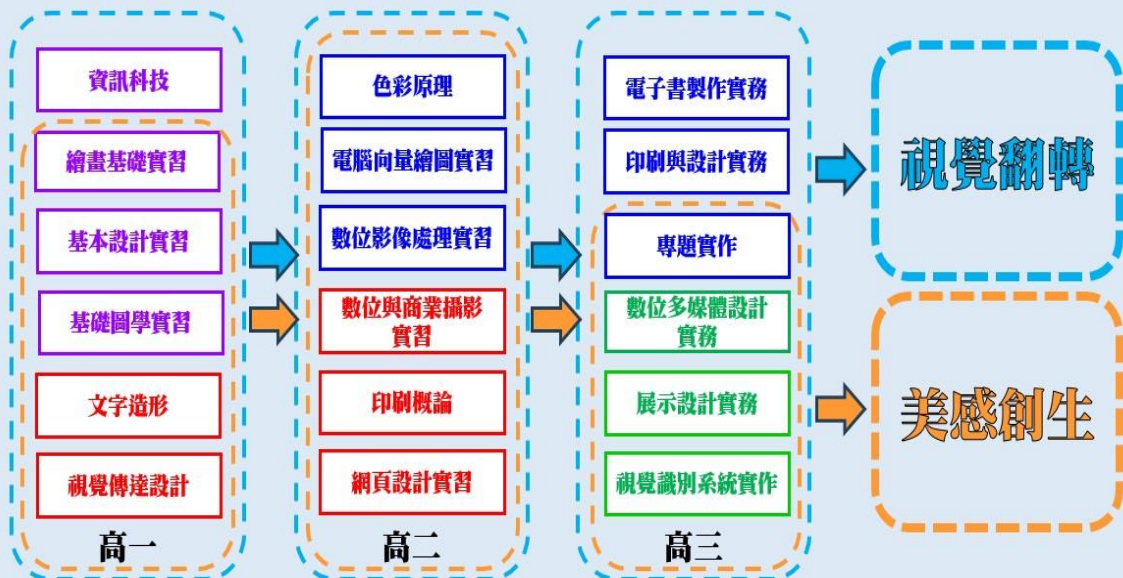 資訊科技
繪畫基礎實習
基本設計實習
基礎圖學實習
文字造形
視覺傳達設計
高一
色彩原理
電腦向量繪圖實習
數位影像處理實習
數位與商業攝影
實習
印刷概論
網頁設計實習
高二
電子書製作實務
印刷與設計實務
專題實作
數位多媒體設計
實務
展示設計實務
視覺識別系統實作
高三
視覺翻轉
美感創生